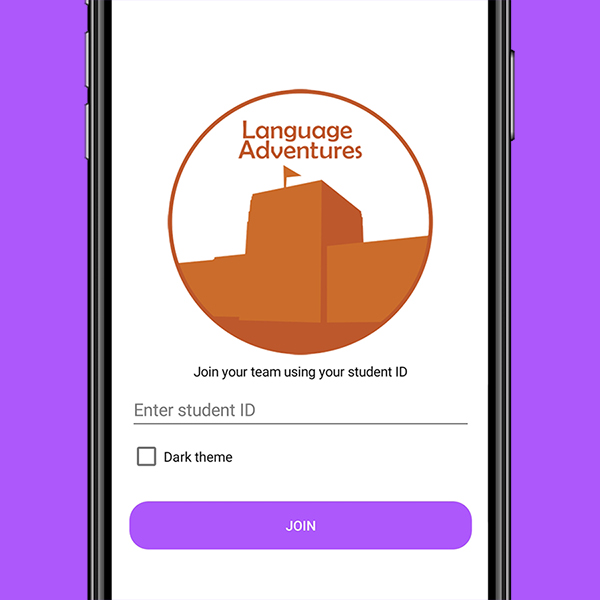 Language
Adventures
Join your team using your student ID
Enter student ID
Dark theme
JOIN